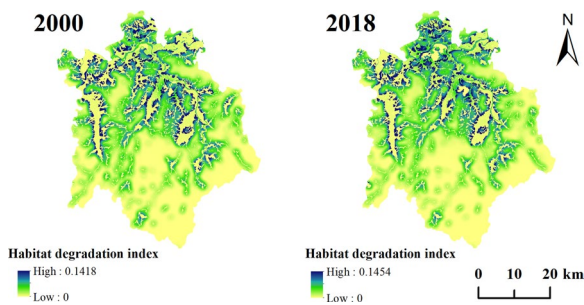 2000
2018
N
Habitat degradation index
High : 0.1418
Low : 0
Habitat degradation index
High : 0.1454
Low : 0
0 10 20 km